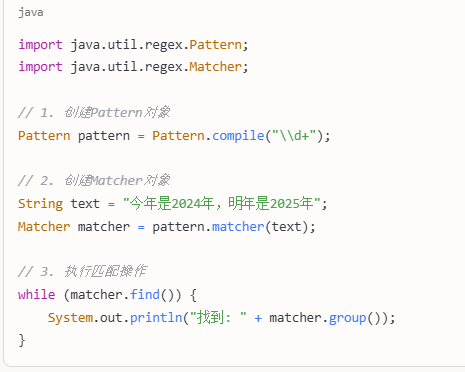 java
import java.util.regex.Pattern;
import java.util.regex.Matcher;
// 1. 创建Pattern对象
Pattern pattern = Pattern.compile("\\d+");
// 2. 创建Matcher对象
String text = "今年是2024年，明年是2025年";
Matcher matcher = pattern.matcher(text);
// 3. 执行匹配操作
while (matcher.find()) {
    System.out.println("找到: " + matcher.group());
}